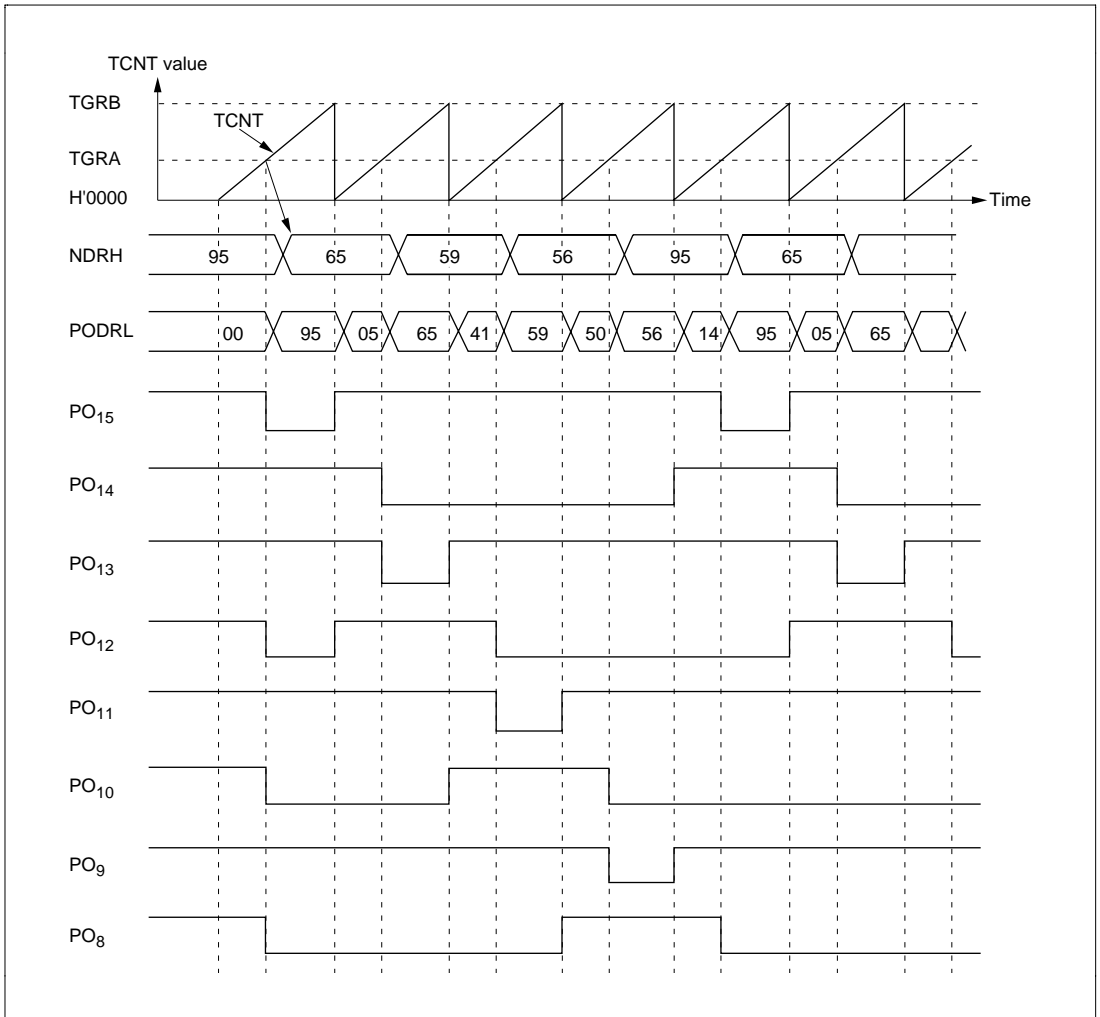 TCNT value
TGRB
TCNT
TGRA
H'0000
Time
NDRH 95 65 59 56 95 65
PODRL 00 95 05 65 41 59 50 56 14 95 05 65
PO15
PO14
PO13
PO12
PO11
PO10
PO9
PO8